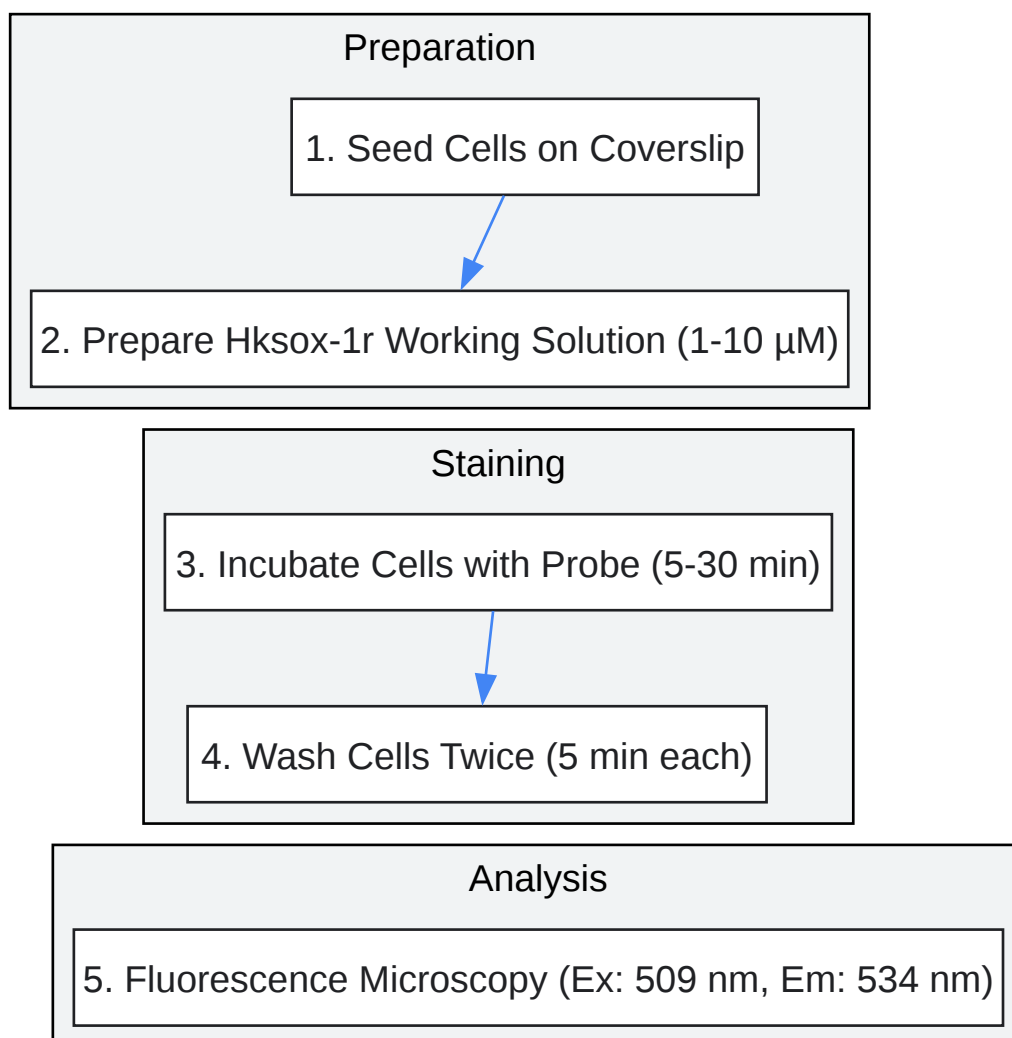 Preparation
1. Seed Cells on Coverslip
2. Prepare Hksox-1r Working Solution (1-10 µM)
Staining
3. Incubate Cells with Probe (5-30 min)
4. Wash Cells Twice (5 min each)
Analysis
5. Fluorescence Microscopy (Ex: 509 nm, Em: 534 nm)